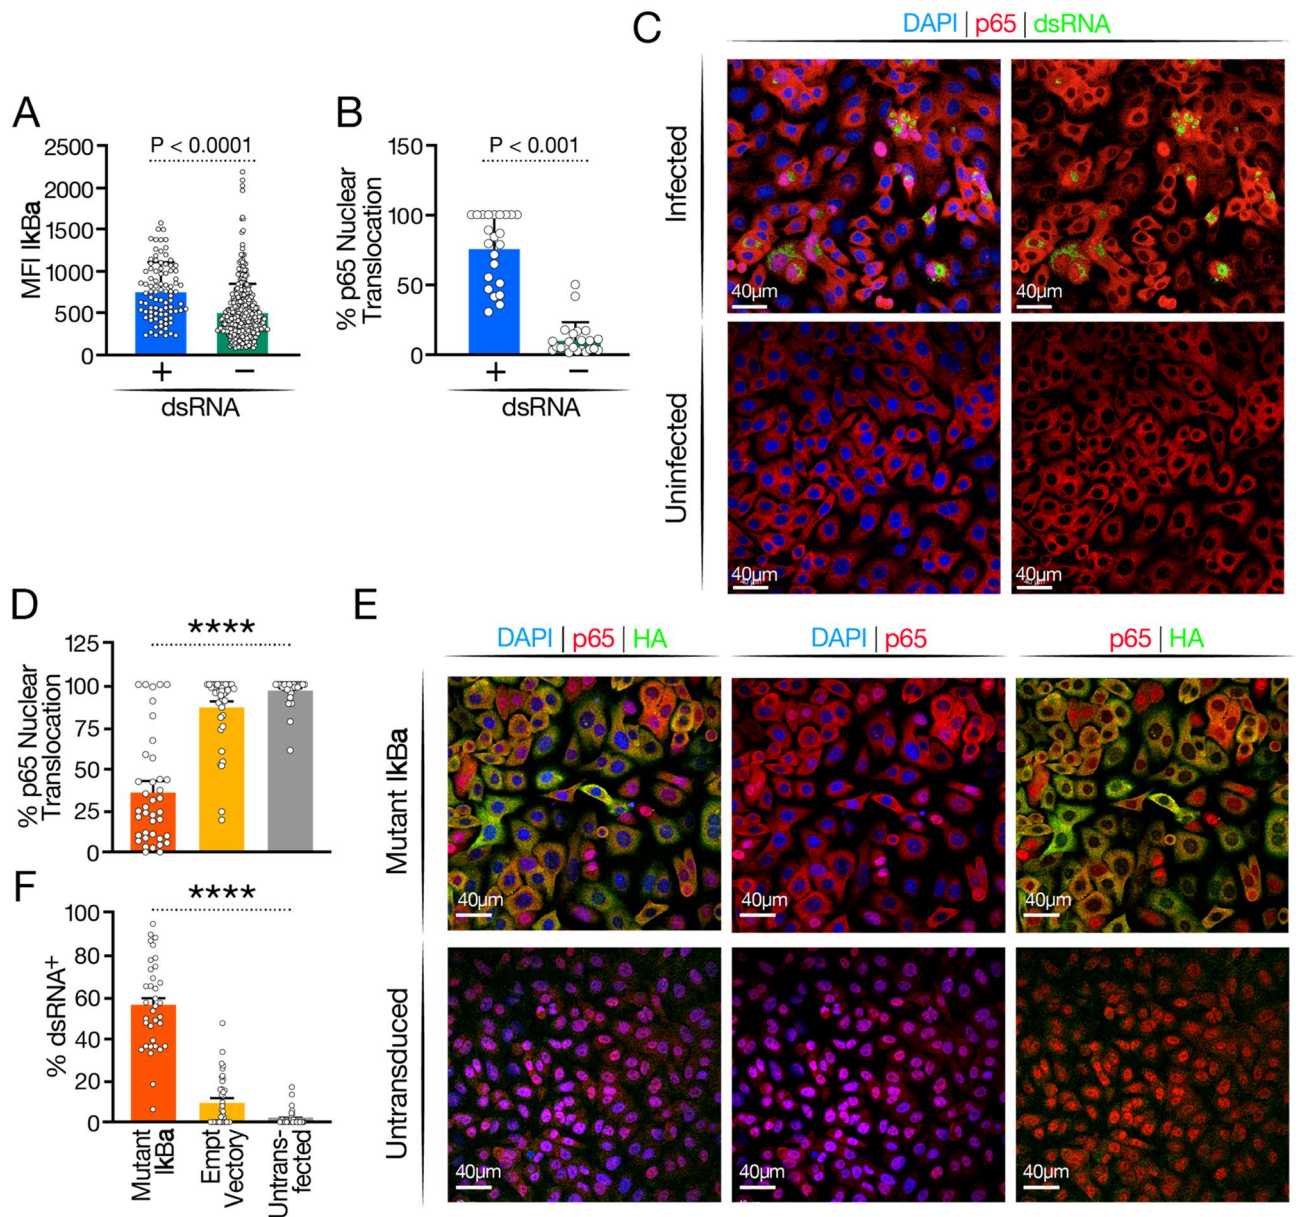 A
P < 0.0001
MFI IkBa
2500
2000
1500
1000
500
0
+
−
dsRNA
B
P < 0.001
% p65 Nuclear
Translocation
150
100
50
0
+
−
dsRNA
C
DAPI | p65 | dsRNA
Infected
40µm
40µm
Uninfected
40µm
40µm
D
****
% p65 Nuclear
Translocation
125
100
75
50
25
0
E
DAPI | p65 | HA
DAPI | p65
p65 | HA
Mutant IkBa
40µm
40µm
40µm
Untransduced
40µm
40µm
40µm
F
****
% dsRNA+
100
80
60
40
20
0
Mutant
IkBa
Empt
Vectory
Untrans-
fected